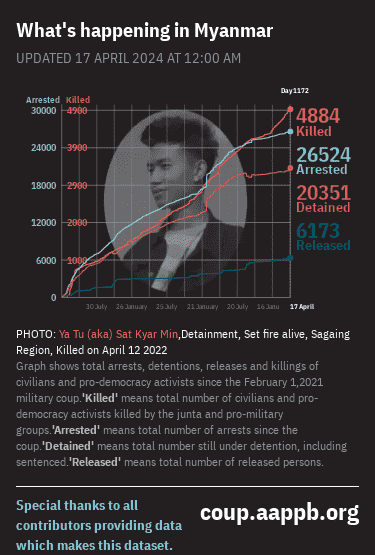 What's happening in Myanmar
UPDATED 17 APRIL 2024 AT 12:00 AM
Day1172
Arrested Killed
30000 4900
24000 3900
18000 2900
12000 2000
6000 1000
0
4884
Killed
26524
Arrested
20351
Detained
6173
Released
30 July 26 January 25 July 21 January 20 July 16 Janu 17 April
PHOTO: Ya Tu (aka) Sat Kyar Min,Detainment, Set fire alive, Sagaing
Region, Killed on April 12 2022
Graph shows total arrests, detentions, releases and killings of
civilians and pro-democracy activists since the February 1,2021
military coup.'Killed' means total number of civilians and pro-
democracy activists killed by the junta and pro-military
groups.'Arrested' means total number of arrests since the
coup.'Detained' means total number still under detention, including
sentenced.'Released' means total number of released persons.
Special thanks to all
contributors providing data
which makes this dataset.
coup.aappb.org